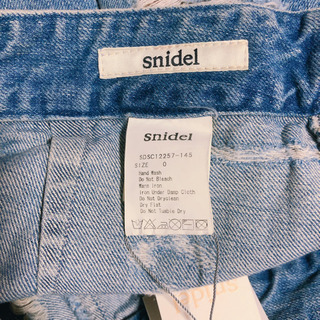 snidel
snidel
SDSC12257-145
SIZE 0
Hand Wash
Do Not Bleach
Warm Iron
Iron Under Damp Cloth
Do Not Dryclean
Dry Flat
Do Not Tumble Dry